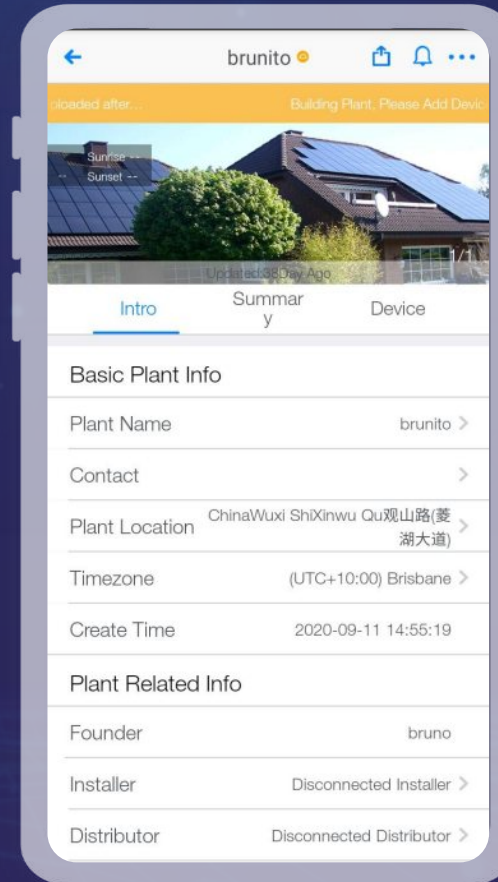 brunito
ploaded after...
Building Plant, Please Add Devic
Sunrise --
-- Sunset --
Updated:38Day Ago
1/1
Intro
Summar
y
Device
Basic Plant Info
Plant Name
brunito
Contact
Plant Location
ChinaWuxi ShiXinwu Qu观山路(菱
湖大道)
Timezone
(UTC+10:00) Brisbane
Create Time
2020-09-11 14:55:19
Plant Related Info
Founder
bruno
Installer
Disconnected Installer
Distributor
Disconnected Distributor